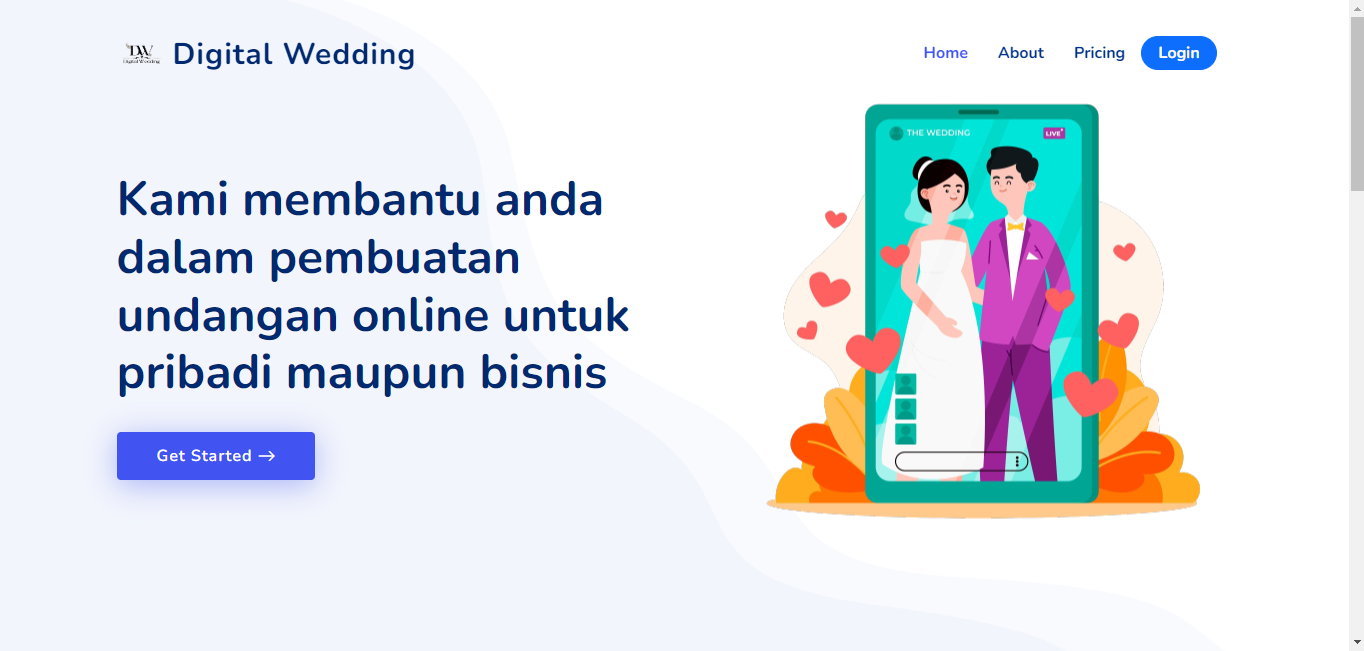 DW
Digital Wedding
Digital Wedding
Home
About
Pricing
Login
THE WEDDING
LIVE
Kami membantu anda
dalam pembuatan
undangan online untuk
pribadi maupun bisnis
Get Started →